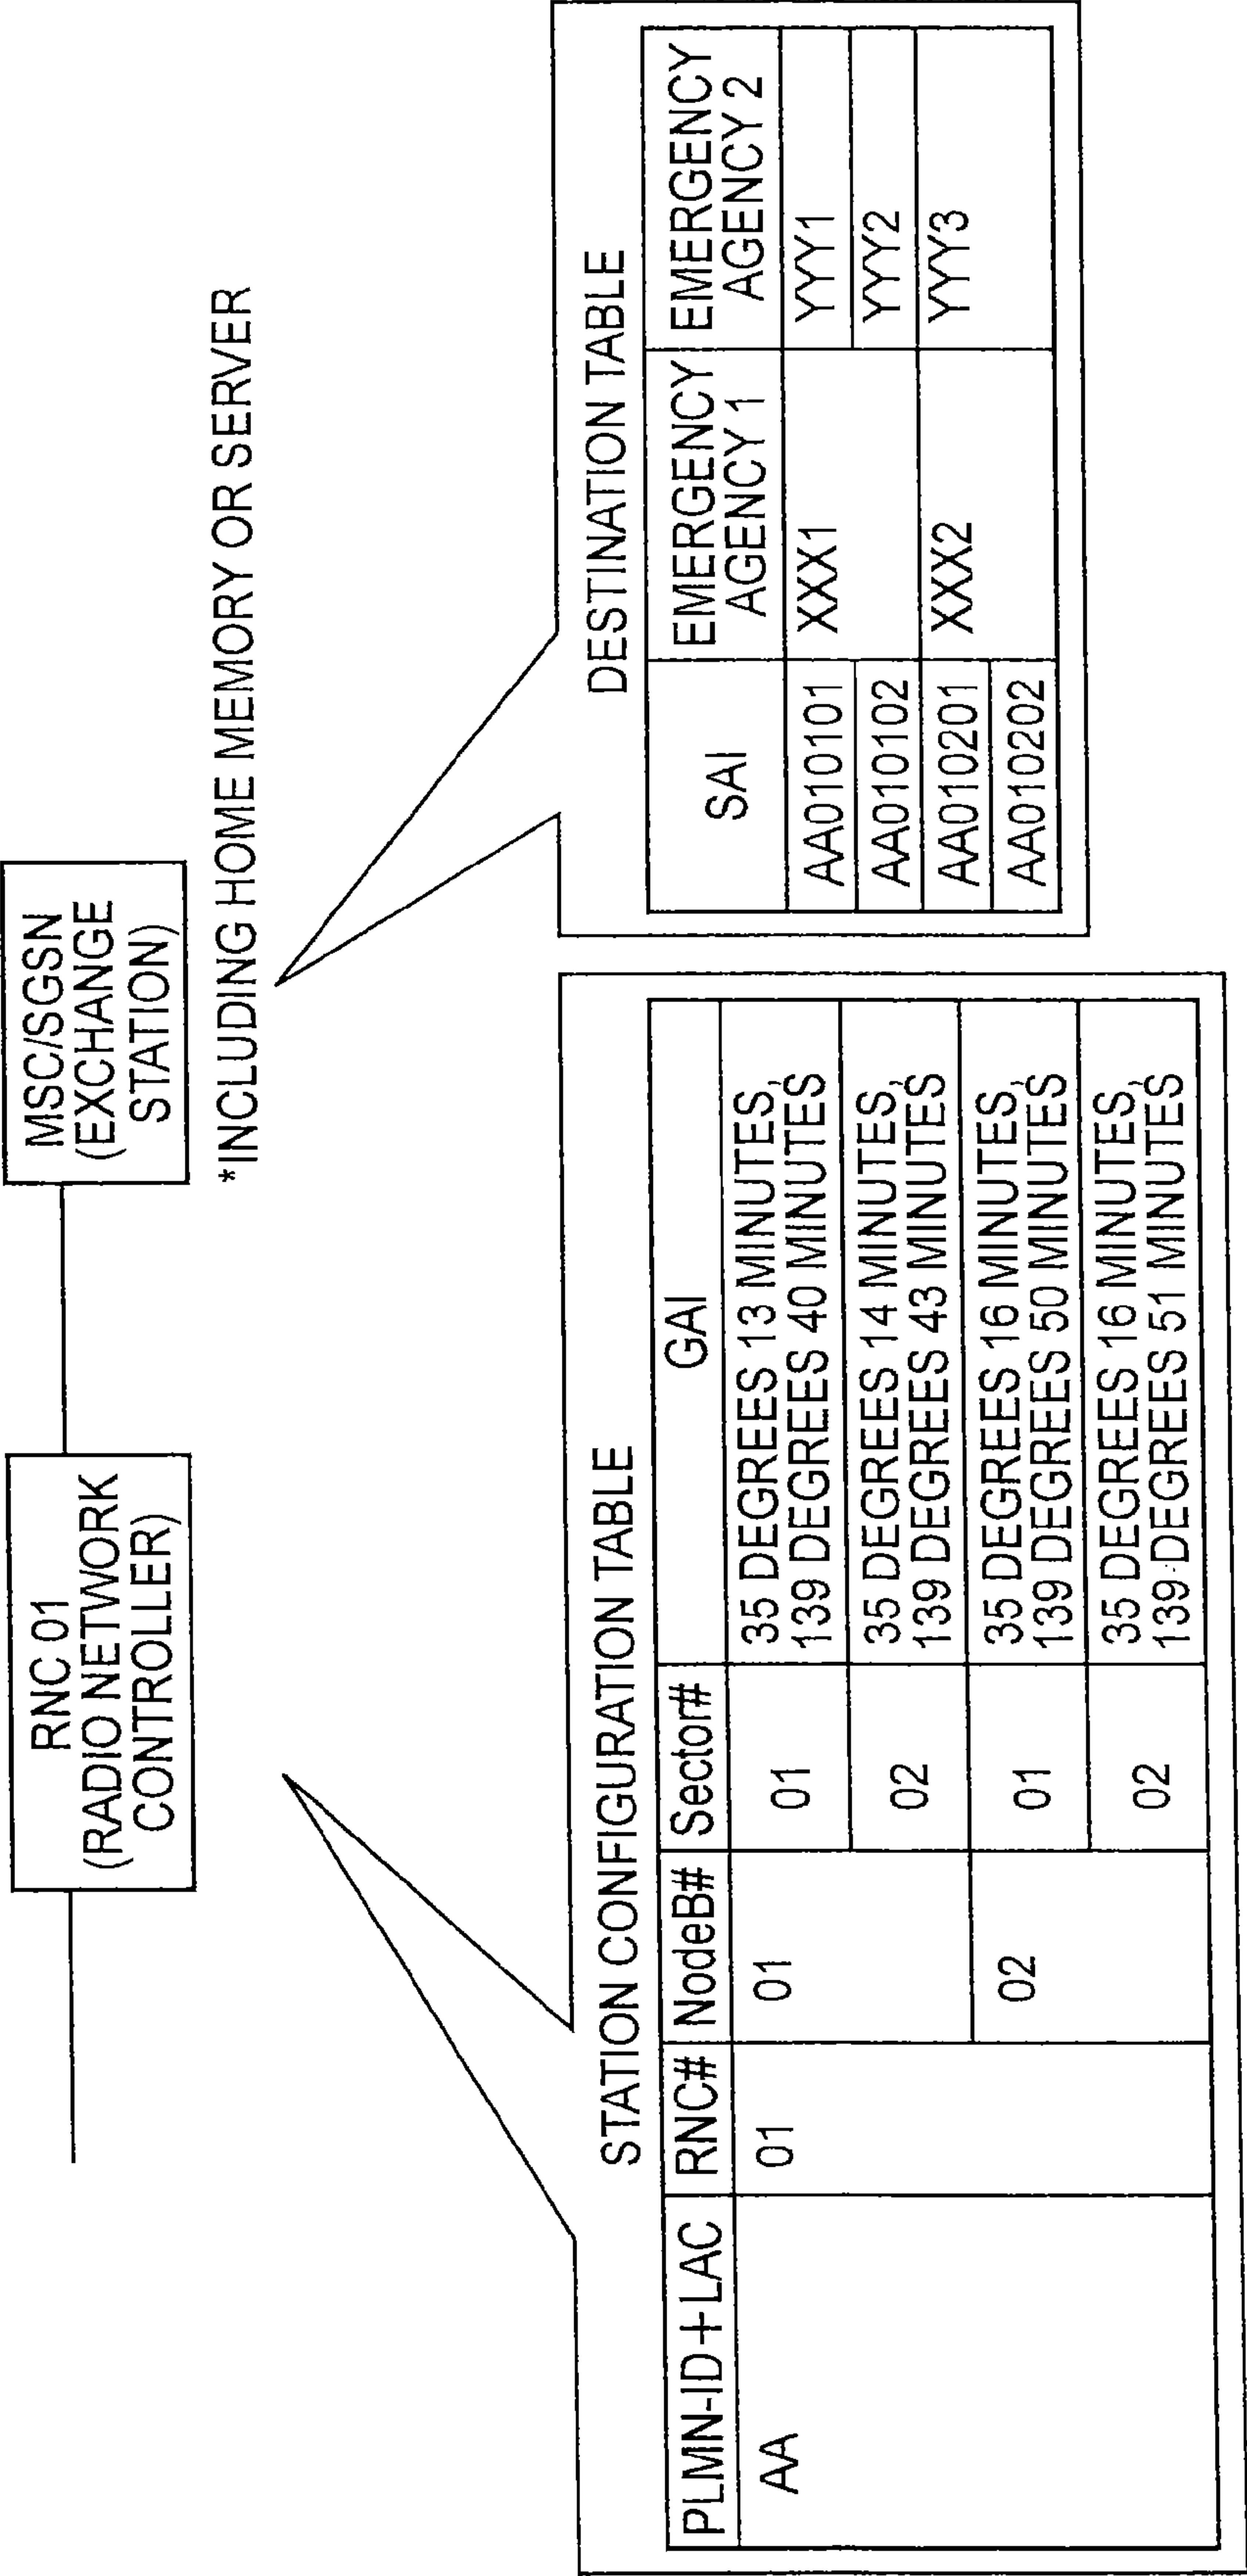 RNC 01
(RADIO NETWORK
CONTROLLER)
MSC/SGSN
(EXCHANGE
STATION)
*INCLUDING HOME MEMORY OR SERVER
STATION CONFIGURATION TABLE
PLMN-ID+LAC RNC# NodeB# Sector# GAI
AA 01 01 01 35 DEGREES 13 MINUTES,
139 DEGREES 40 MINUTES
02 35 DEGREES 14 MINUTES,
139 DEGREES 43 MINUTES
02 01 35 DEGREES 16 MINUTES,
139 DEGREES 50 MINUTES
02 35 DEGREES 16 MINUTES,
139 DEGREES 51 MINUTES
DESTINATION TABLE
SAI EMERGENCY AGENCY 1 EMERGENCY AGENCY 2
AA010101 XXX1 YYY1
AA010102 YYY2
AA010201 XXX2 YYY3
AA010202